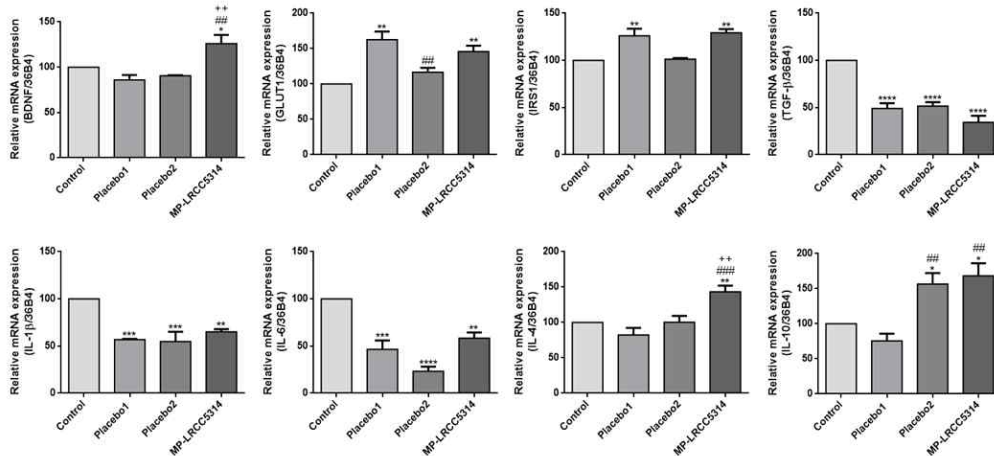 Relative mRNA expression
(BDNF/36B4)
150
100
50
0
++
##
*
Control
Placebo1
Placebo2
MP-LRCC5314
Relative mRNA expression
(GLUT1/36B4)
200
150
100
50
0
**
##
**
Control
Placebo1
Placebo2
MP-LRCC5314
Relative mRNA expression
(IRS1/36B4)
150
100
50
0
**
**
Control
Placebo1
Placebo2
MP-LRCC5314
Relative mRNA expression
(TGF-β/36B4)
150
100
50
0
****
****
****
Control
Placebo1
Placebo2
MP-LRCC5314
Relative mRNA expression
(IL-1β/36B4)
150
100
50
0
***
***
**
Control
Placebo1
Placebo2
MP-LRCC5314
Relative mRNA expression
(IL-6/36B4)
150
100
50
0
***
****
**
Control
Placebo1
Placebo2
MP-LRCC5314
Relative mRNA expression
(IL-4/36B4)
200
150
100
50
0
++
###
**
Control
Placebo1
Placebo2
MP-LRCC5314
Relative mRNA expression
(IL-10/36B4)
200
150
100
50
0
##
*
##
*
Control
Placebo1
Placebo2
MP-LRCC5314